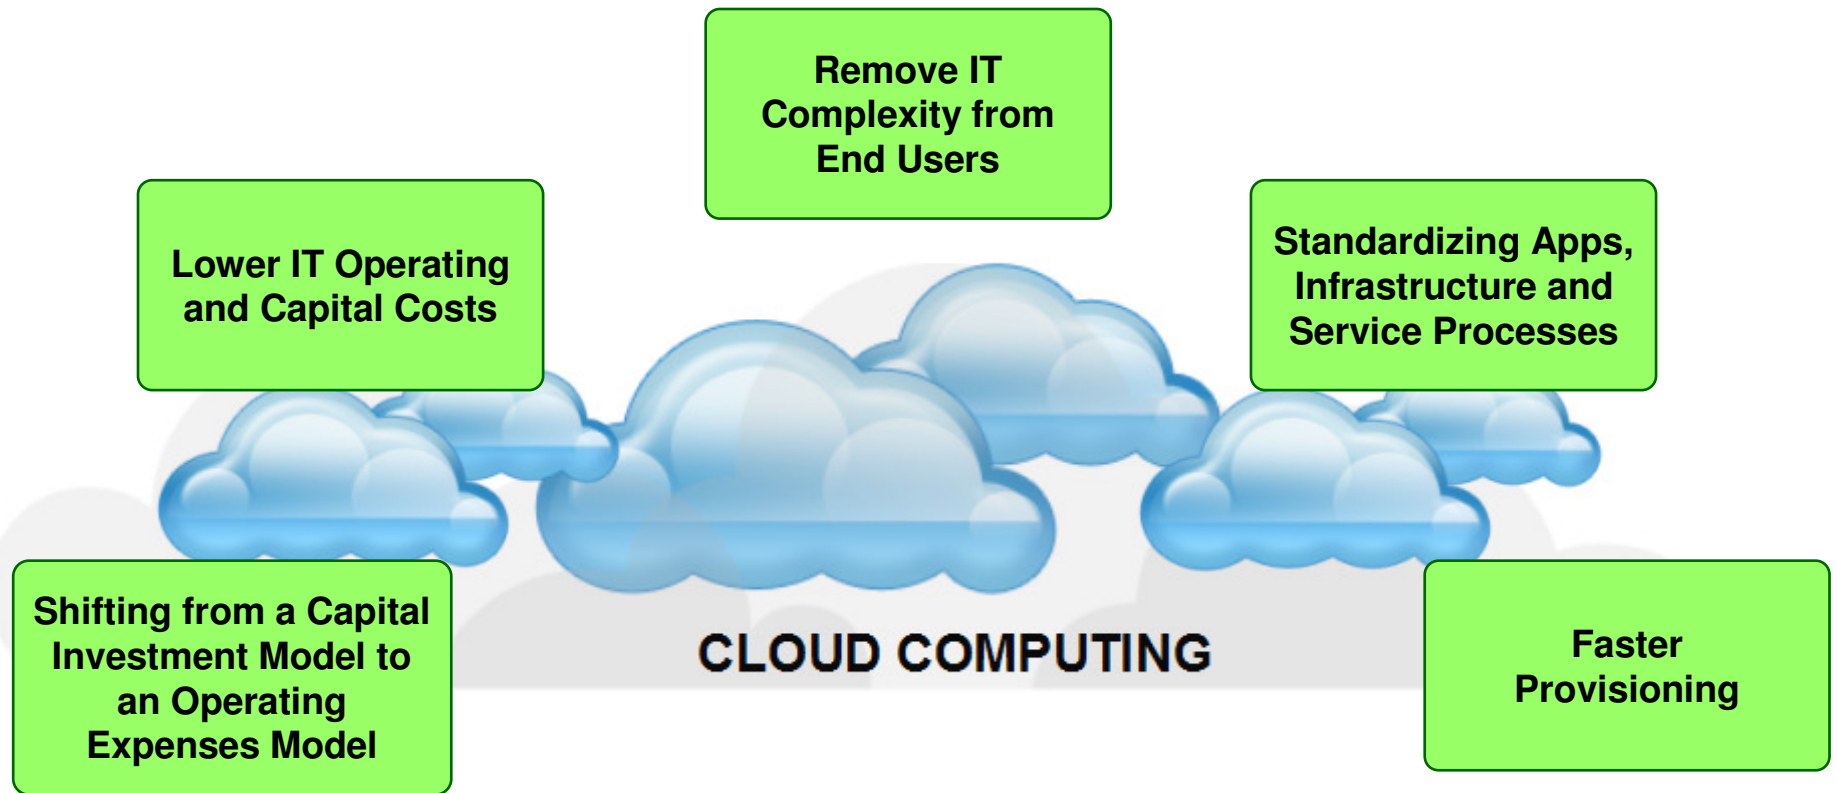 Remove IT
Complexity from
End Users
Lower IT Operating
and Capital Costs
Standardizing Apps,
Infrastructure and
Service Processes
Shifting from a Capital
Investment Model to
an Operating
Expenses Model
CLOUD COMPUTING
Faster
Provisioning